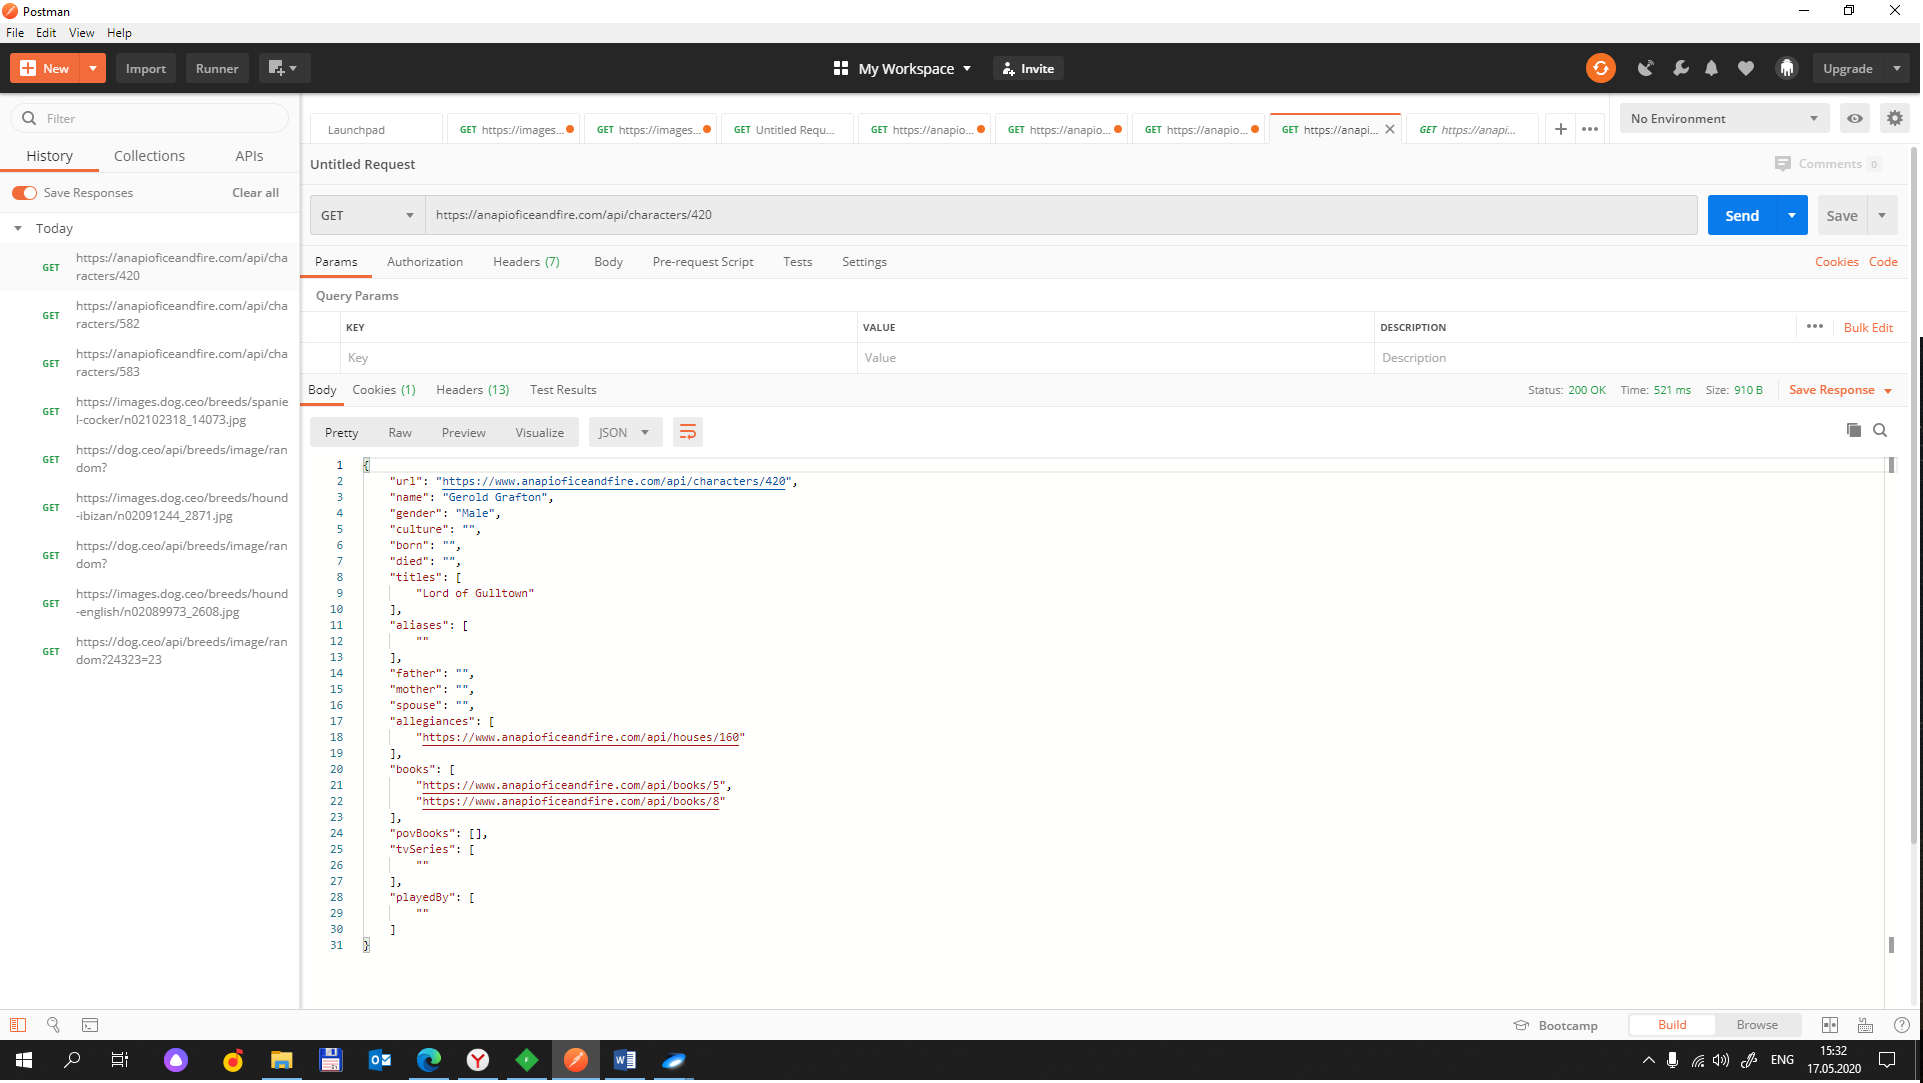 Postman
File Edit View Help
New Import Runner My Workspace Invite Upgrade
Filter
History Collections APIs
Save Responses Clear all
Today
GET https://anapioficeandfire.com/api/cha
racters/420
GET https://anapioficeandfire.com/api/cha
racters/582
GET https://anapioficeandfire.com/api/cha
racters/583
GET https://images.dog.ceo/breeds/spanie
l-cocker/n02102318_14073.jpg
GET https://dog.ceo/api/breeds/image/ran
dom?
GET https://images.dog.ceo/breeds/hound
-ibizan/n02091244_2871.jpg
GET https://dog.ceo/api/breeds/image/ran
dom?
GET https://images.dog.ceo/breeds/hound
-english/n02089973_2608.jpg
GET https://dog.ceo/api/breeds/image/ran
dom?24323=23
Launchpad GET https://images... GET https://images... GET Untitled Requ... GET https://anapio... GET https://anapio... GET https://anapio... GET https://anapi... GET https://anapi... No Environment
Untitled Request Comments 0
GET https://anapioficeandfire.com/api/characters/420 Send Save
Params Authorization Headers (7) Body Pre-request Script Tests Settings Cookies Code
Query Params
KEY VALUE DESCRIPTION Bulk Edit
Key Value Description
Body Cookies (1) Headers (13) Test Results Status: 200 OK Time: 521 ms Size: 910 B Save Response
Pretty Raw Preview Visualize JSON
1 {
2 "url": "https://www.anapioficeandfire.com/api/characters/420",
3 "name": "Gerold Grafton",
4 "gender": "Male",
5 "culture": "",
6 "born": "",
7 "died": "",
8 "titles": [
9 "Lord of Gulltown"
10 ],
11 "aliases": [
12 ""
13 ],
14 "father": "",
15 "mother": "",
16 "spouse": "",
17 "allegiances": [
18 "https://www.anapioficeandfire.com/api/houses/160"
19 ],
20 "books": [
21 "https://www.anapioficeandfire.com/api/books/5",
22 "https://www.anapioficeandfire.com/api/books/8"
23 ],
24 "povBooks": [],
25 "tvSeries": [
26 ""
27 ],
28 "playedBy": [
29 ""
30 ]
31 }
Bootcamp Build Browse
ENG 15:32
17.05.2020